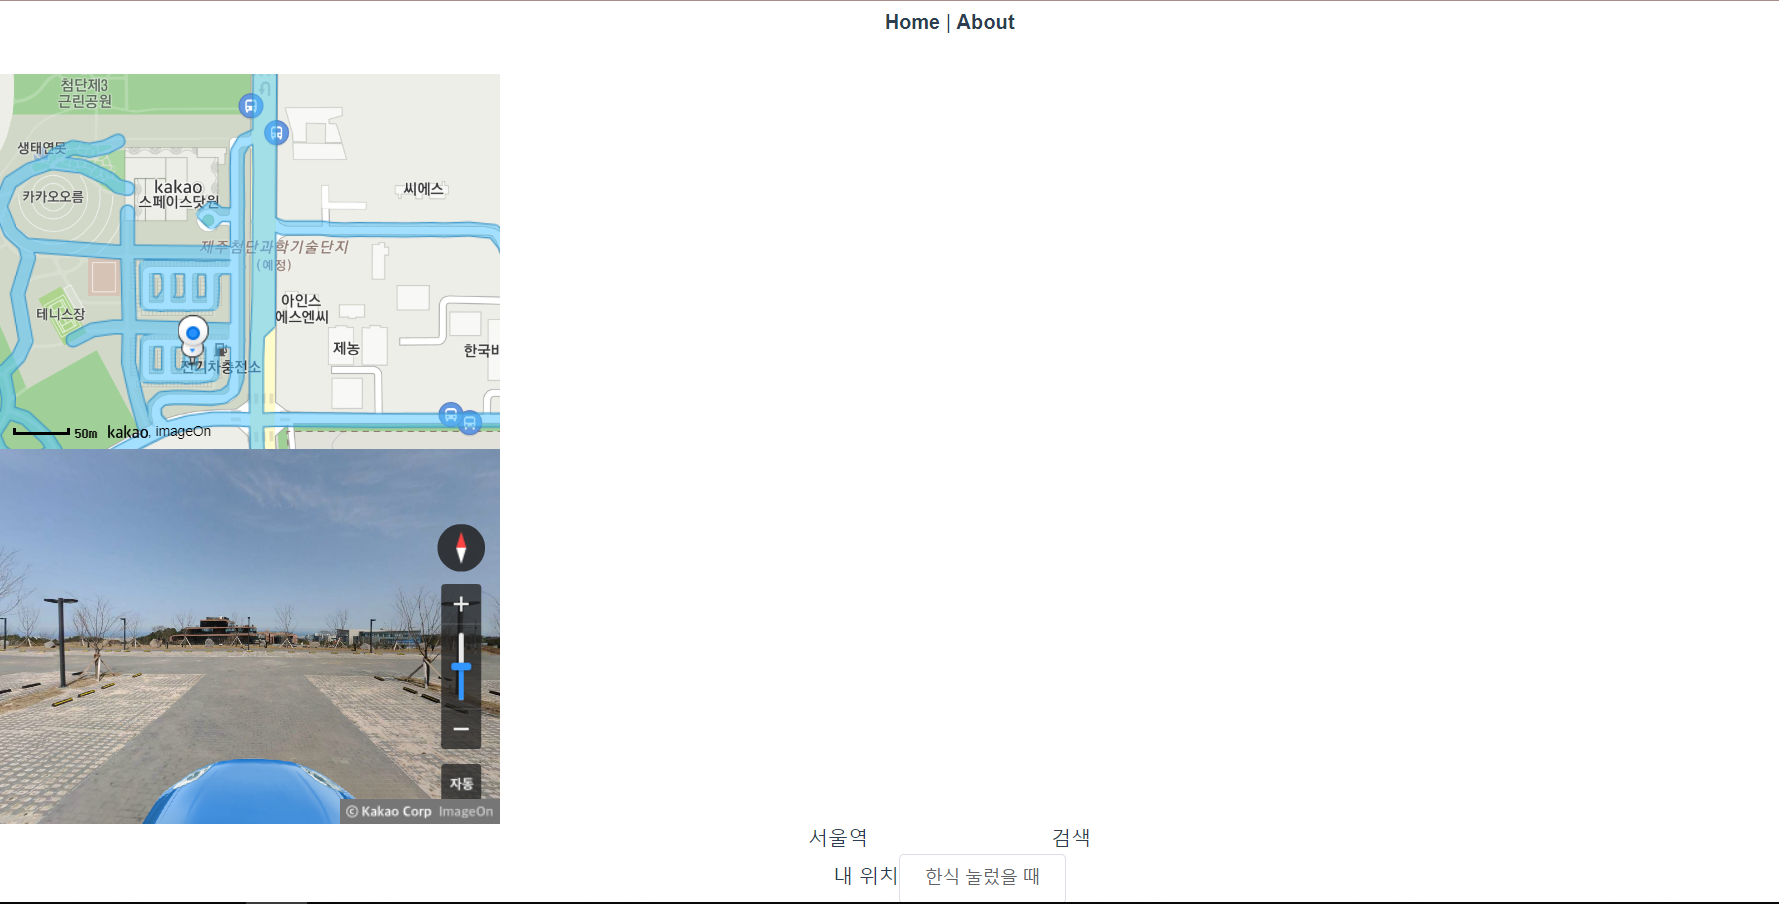 Home | About
첨단제3
근린공원
생태연못
kakao
스페이스닷원
씨에스
카카오오름
제주첨단과학기술단지
(예정)
아인스
에스엔씨
테니스장
제농
한국비
전기차충전소
50m kakao, imageOn
자동
© Kakao Corp ImageOn
서울역 검색
내 위치 한식 눌렀을 때